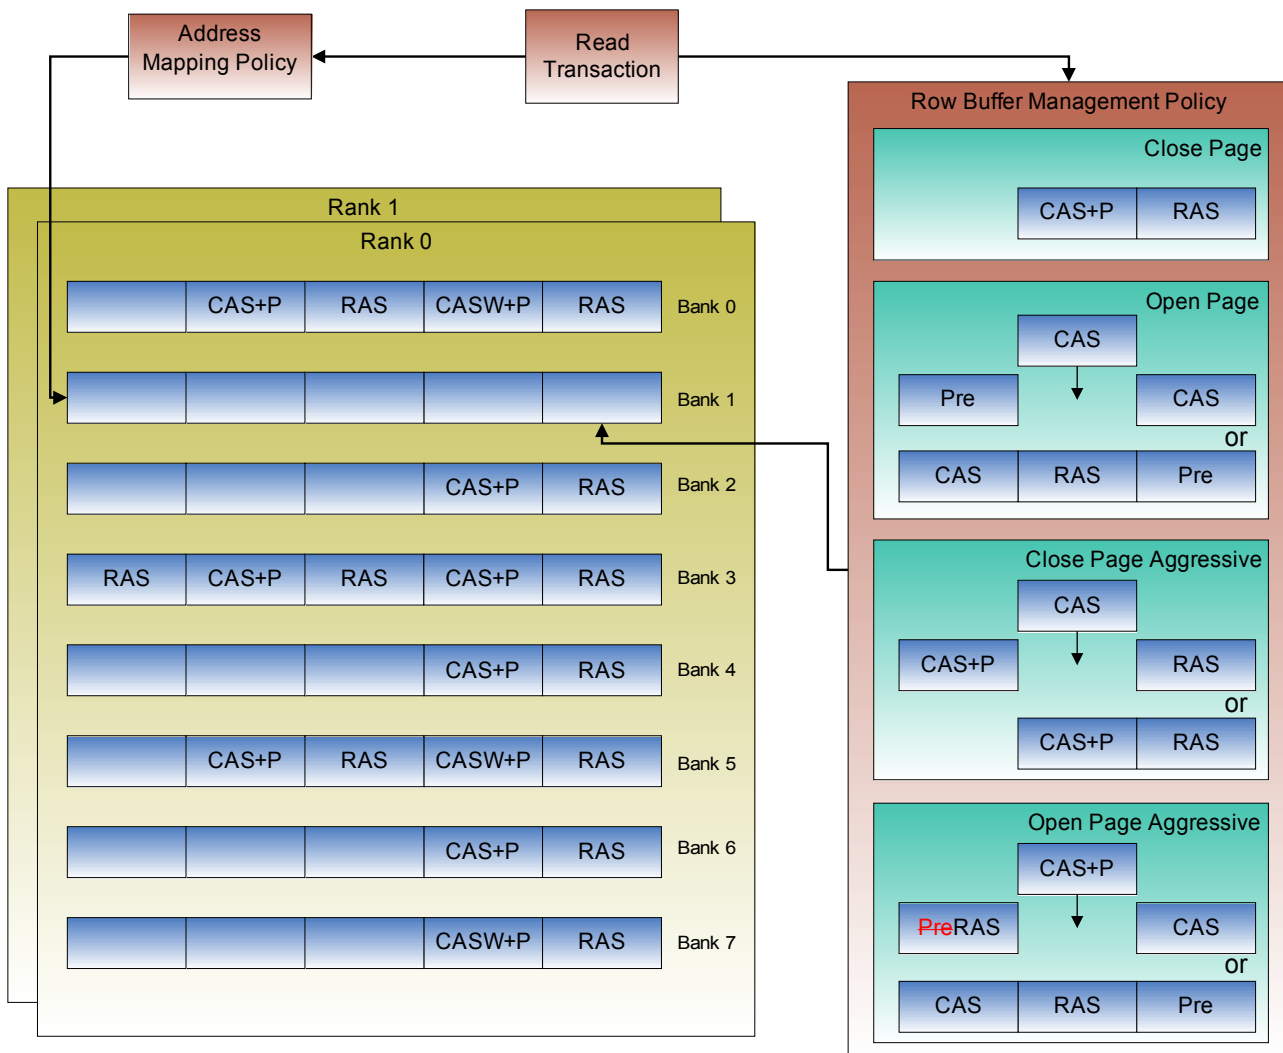 Address
Mapping Policy
Read
Transaction
Rank 1
Rank 0
CAS+P RAS CASW+P RAS Bank 0
Bank 1
CAS+P RAS Bank 2
RAS CAS+P RAS CAS+P RAS Bank 3
CAS+P RAS Bank 4
CAS+P RAS CASW+P RAS Bank 5
CAS+P RAS Bank 6
CASW+P RAS Bank 7
Row Buffer Management Policy
Close Page
CAS+P RAS
Open Page
CAS
Pre CAS
or
CAS RAS Pre
Close Page Aggressive
CAS
CAS+P RAS
or
CAS+P RAS
Open Page Aggressive
CAS+P
PreRAS CAS
or
CAS RAS Pre